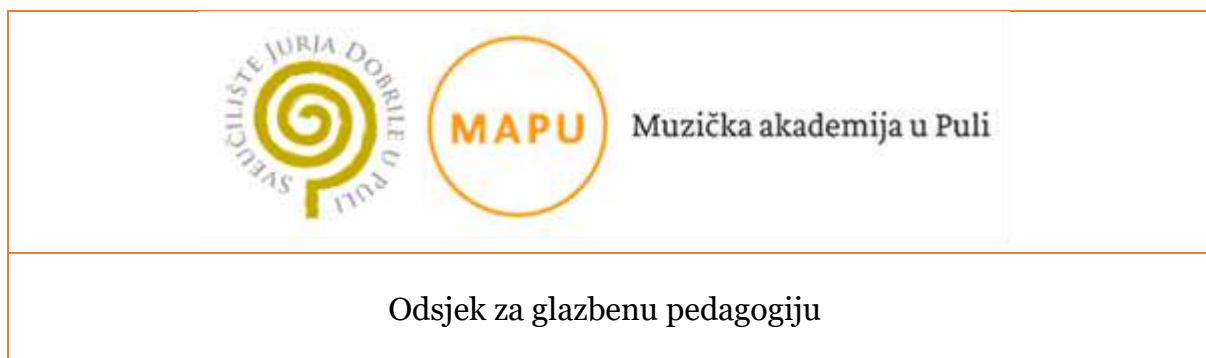 SVEUČILIŠTE JURJA DOBRILE U PULI
MAPU
Muzička akademija u Puli
Odsjek za glazbenu pedagogiju